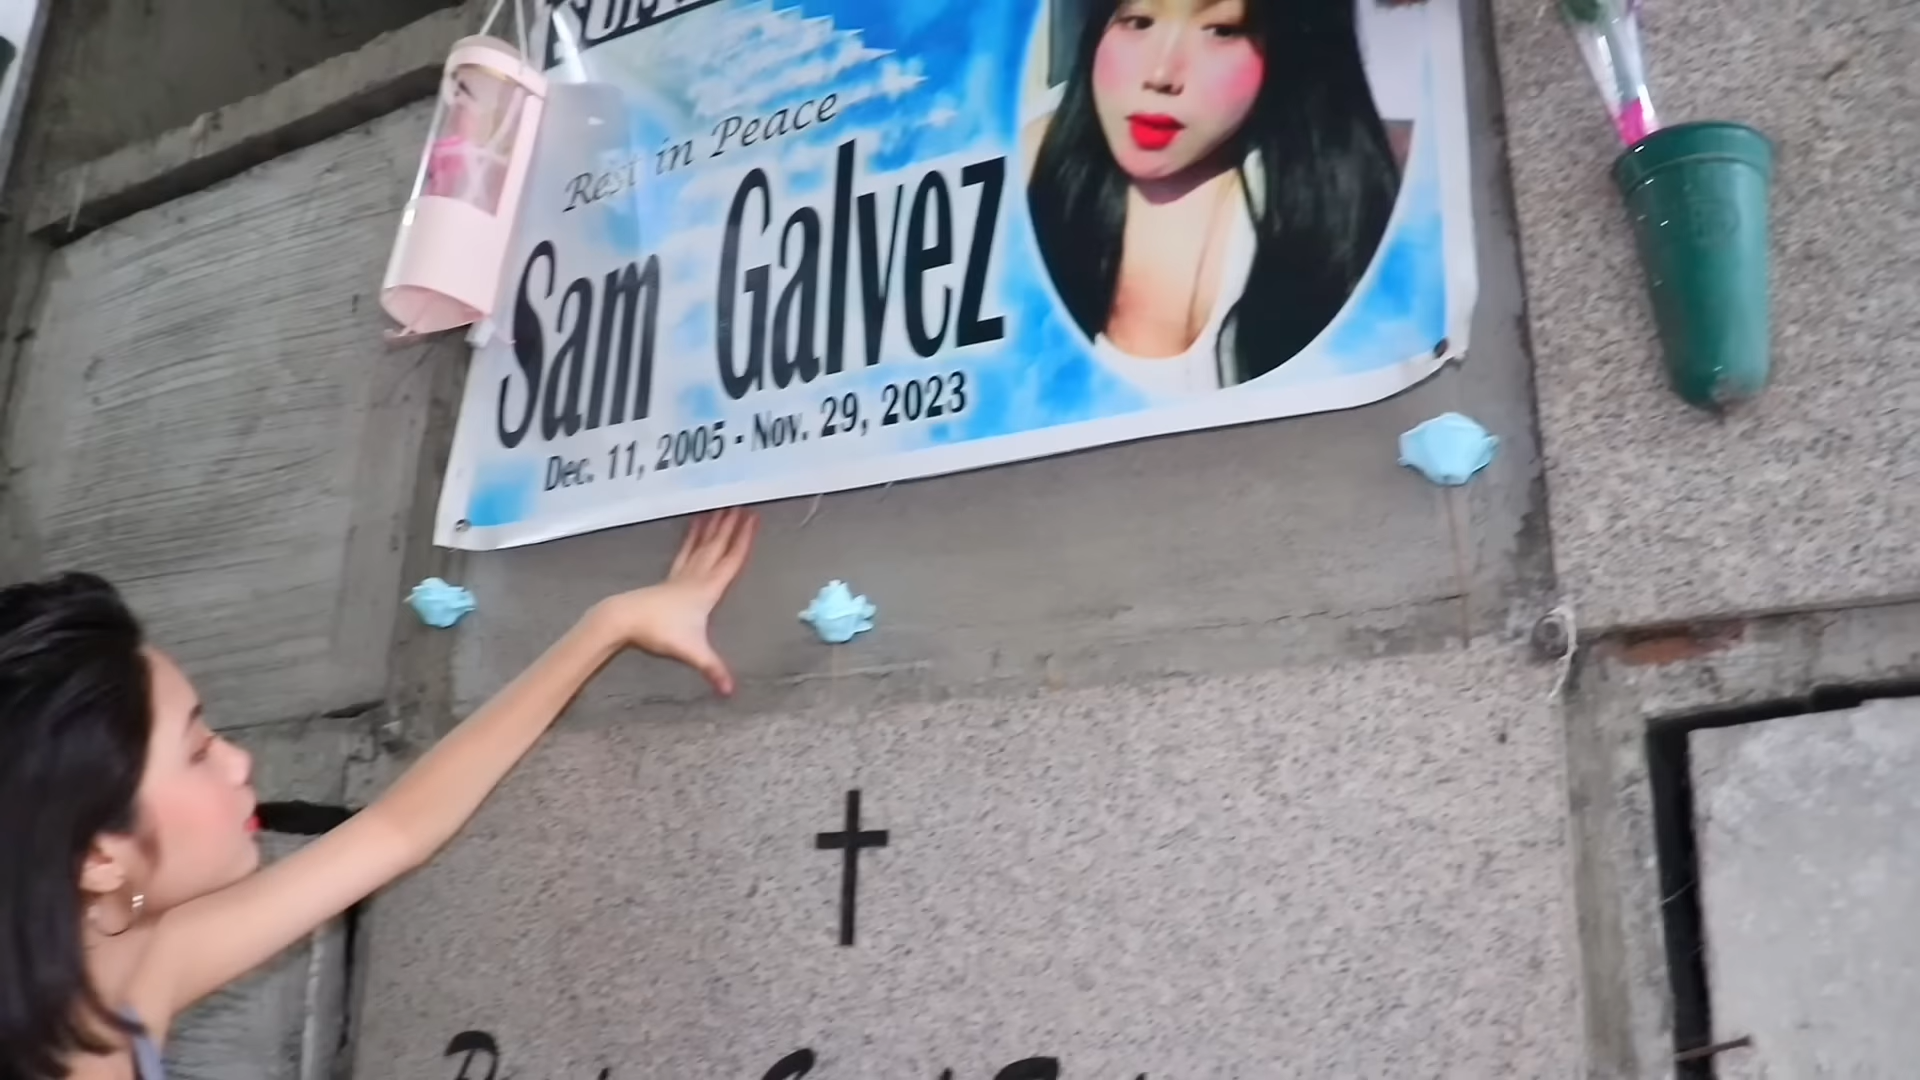 Rest in Peace
Sam Galvez
Dec. 11, 2005 - Nov. 29, 2023